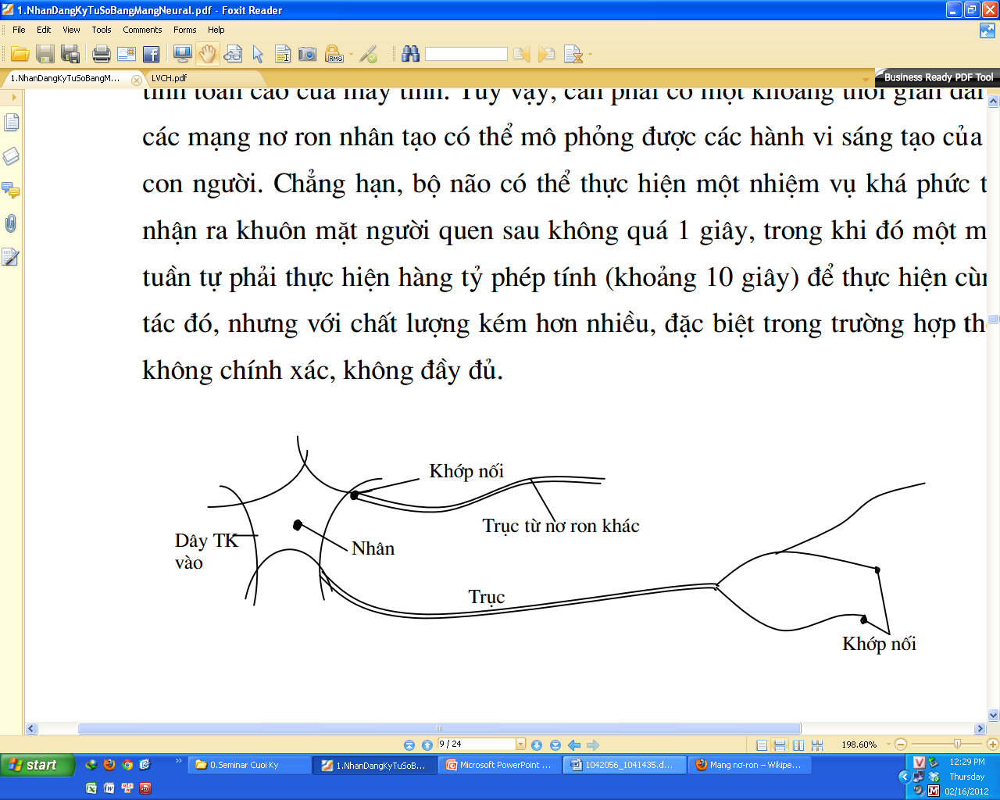 1.NhanDangKyTuSoBangMangNeural.pdf - Foxit Reader
File Edit View Tools Comments Forms Help
RMS
1.NhanDangKyTuSoBangM... LVCH.pdf
Business Ready PDF Tool
tính toán cao của máy tính. Tuy vậy, cần phải có một khoảng thời gian dài
các mạng nơ ron nhân tạo có thể mô phỏng được các hành vi sáng tạo của
con người. Chẳng hạn, bộ não có thể thực hiện một nhiệm vụ khá phức t
nhận ra khuôn mặt người quen sau không quá 1 giây, trong khi đó một m
tuần tự phải thực hiện hàng tỷ phép tính (khoảng 10 giây) để thực hiện cùn
tác đó, nhưng với chất lượng kém hơn nhiều, đặc biệt trong trường hợp th
không chính xác, không đầy đủ.
Khớp nối
Trục từ nơ ron khác
Dây TK
vào
Nhân
Trục
Khớp nối
9 / 24
198.60%
start
0.Seminar Cuoi Ky
1.NhanDangKyTuSoB...
Microsoft PowerPoint ...
1042056_1041435.d...
Mạng nơ-ron – Wikipe...
12:29 PM
Thursday
02/16/2012